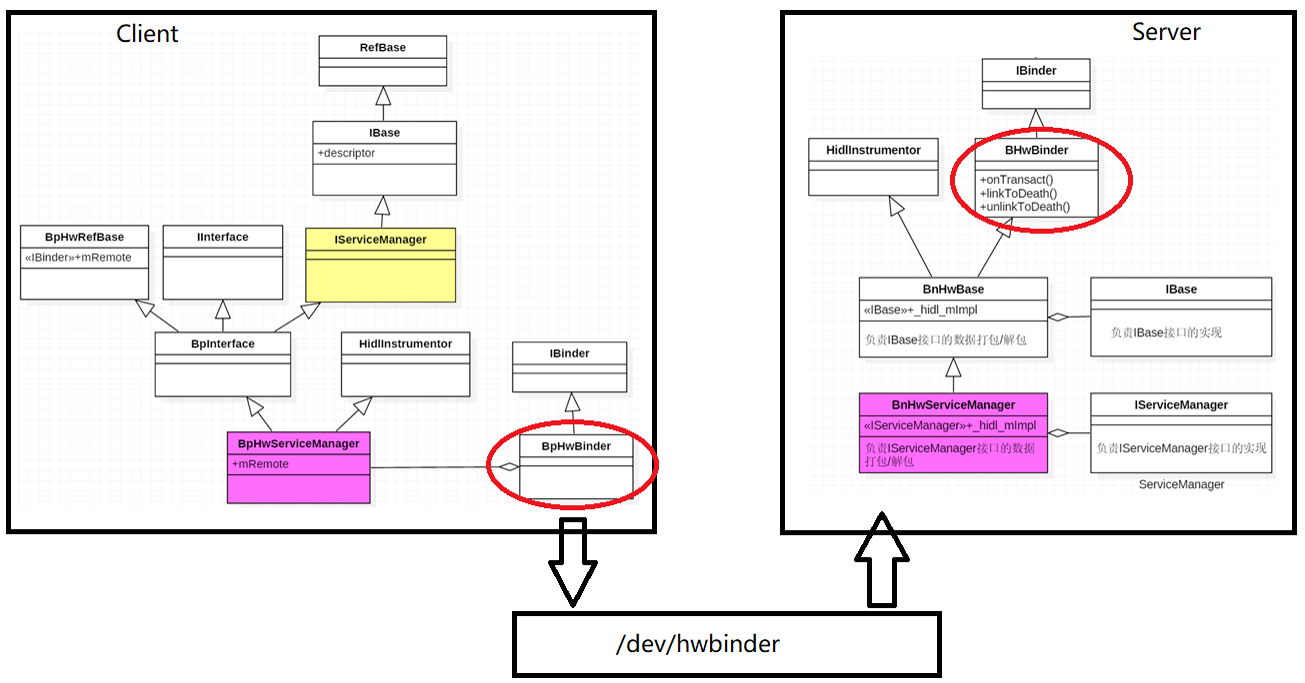 Client
RefBase
IBase
+descriptor
BpHwRefBase
«IBinder»+mRemote
IInterface
IServiceManager
BpInterface
HidlInstrumentor
IBinder
BpHwServiceManager
+mRemote
BpHwBinder
Server
IBinder
HidlInstrumentor
BHwBinder
+onTransact()
+linkToDeath()
+unlinkToDeath()
BnHwBase
«IBase»+_hidl_mImpl
负责IBase接口的数据打包/解包
IBase
负责IBase接口的实现
BnHwServiceManager
«IServiceManager»+_hidl_mImpl
负责IServiceManager接口的数据
打包/解包
IServiceManager
负责IServiceManager接口的实现
ServiceManager
/dev/hwbinder